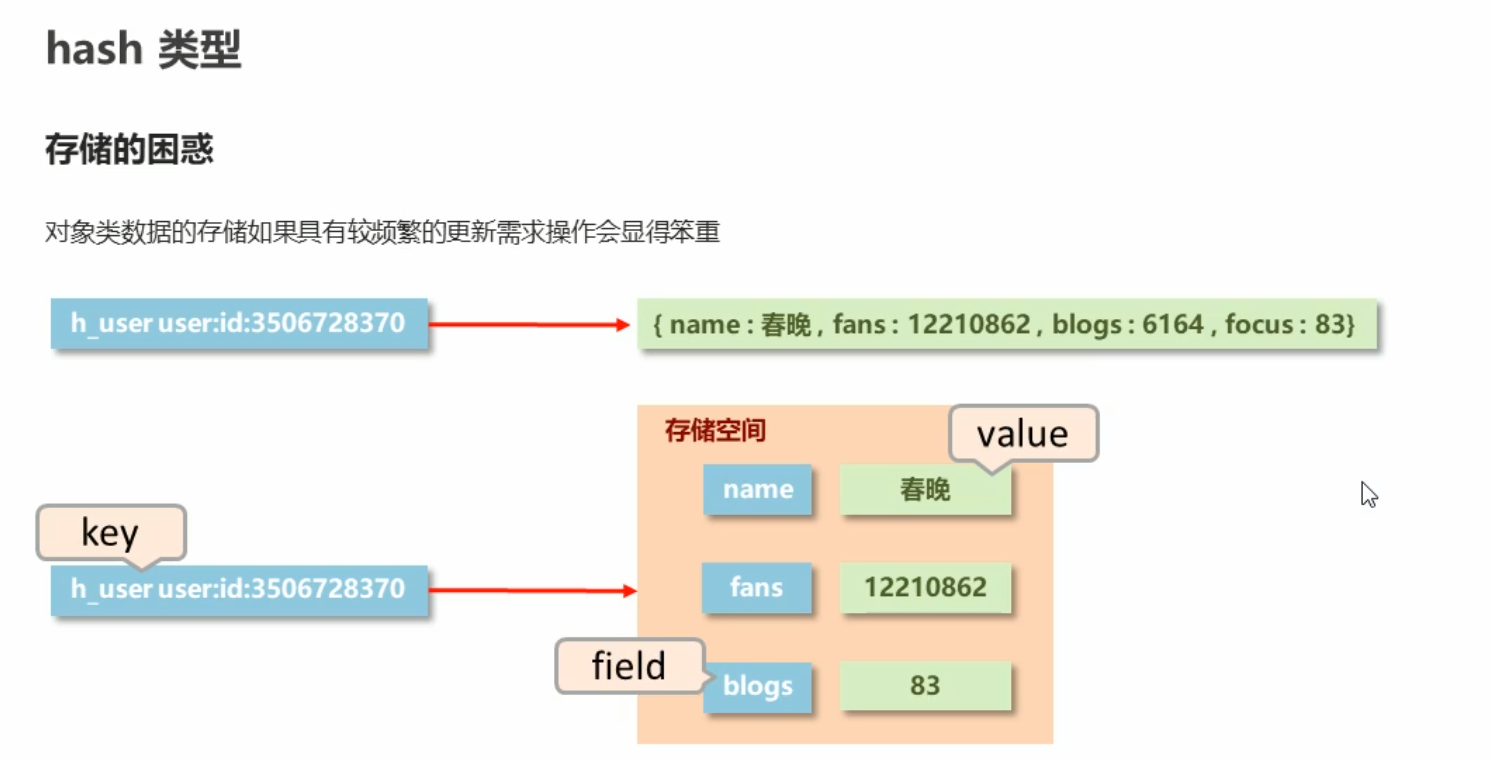 hash 类型
存储的困惑
对象类数据的存储如果具有较频繁的更新需求操作会显得笨重
h_user user:id:3506728370
{ name : 春晚 , fans : 12210862 , blogs : 6164 , focus : 83}
存储空间
value
name
春晚
key
h_user user:id:3506728370
fans
12210862
field
blogs
83